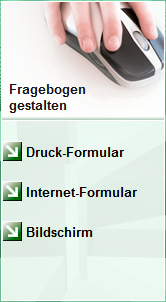 Fragebogen
gestalten
Druck-Formular
Internet-Formular
Bildschirm